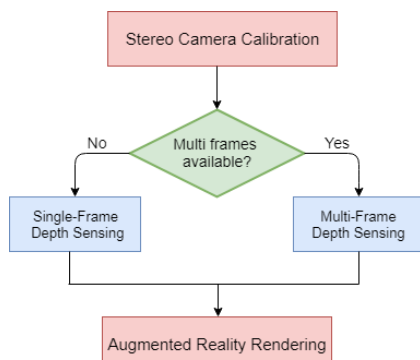 Stereo Camera Calibration
Multi frames
available?
No
Yes
Single-Frame
Depth Sensing
Multi-Frame
Depth Sensing
Augmented Reality Rendering